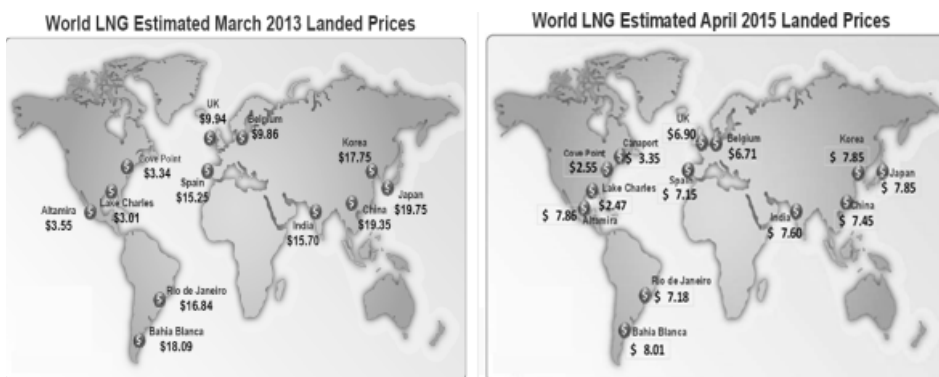 World LNG Estimated March 2013 Landed Prices
UK
$9.94
Belgium
$9.86
Korea
$17.75
Cove Point
$3.34
Spain
$15.25
Japan
$19.75
Altamira
$3.55
Lake Charles
$3.01
India
$15.70
China
$19.35
Rio de Janeiro
$16.84
Bahia Blanca
$18.09
World LNG Estimated April 2015 Landed Prices
UK
$6.90
Belgium
$6.71
Korea
$ 7.85
Canaport
$ 3.35
Cove Point
$2.55
Spain
$ 7.15
Japan
$ 7.85
Lake Charles
$2.47
$ 7.86
Altamira
India
$ 7.60
China
$ 7.45
Rio de Janeiro
$ 7.18
Bahia Blanca
$ 8.01